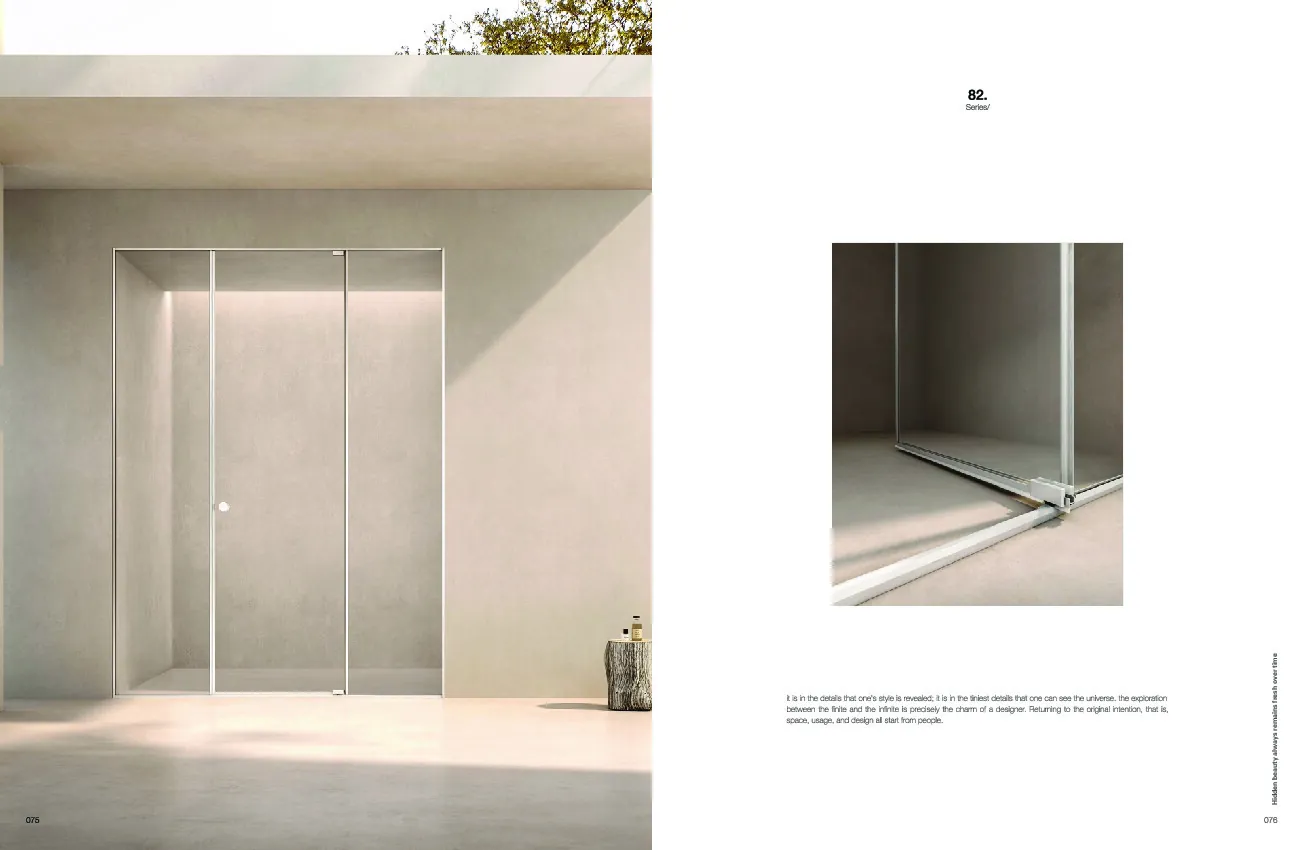 82.
Series/
it is in the details that one's style is revealed; it is in the tiniest details that one can see the universe. the exploration
between the finite and the infinite is precisely the charm of a designer. Returning to the original intention, that is,
space, usage, and design all start from people.
Hidden beauty always remains fresh over time
075
076